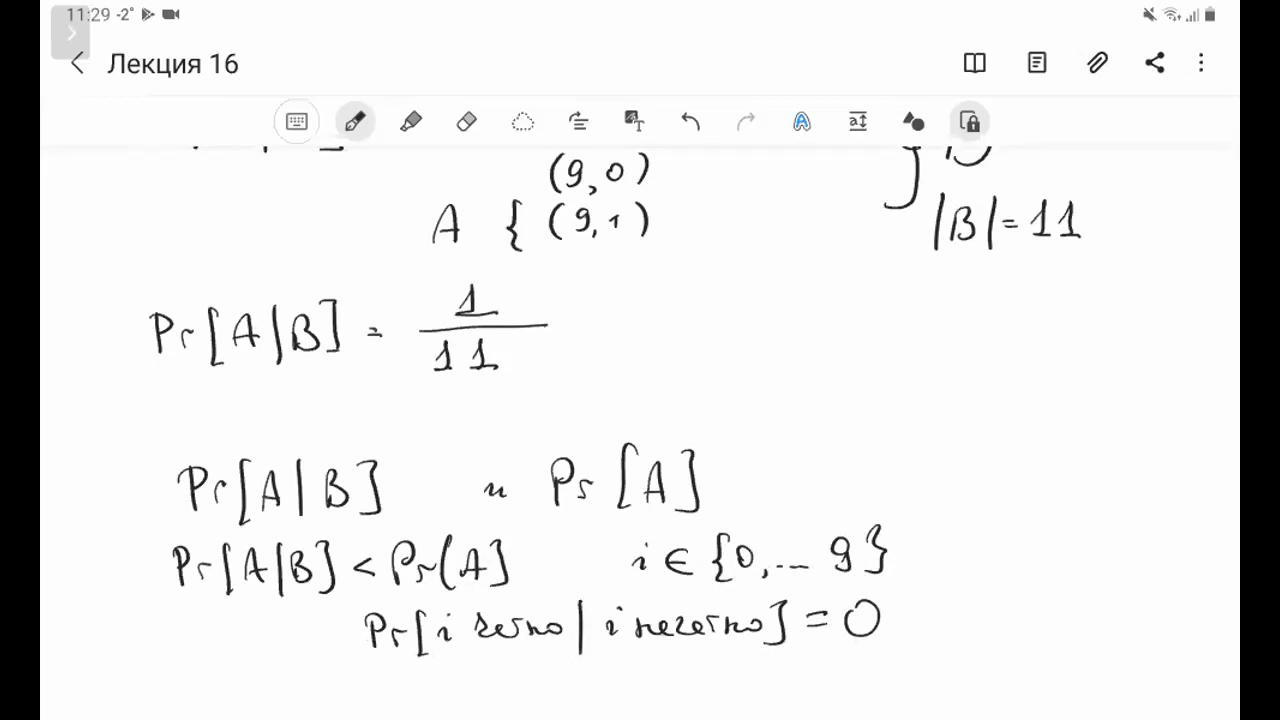 11:29 -2°
Лекция 16
(9,0)
A { (9,1)
|B|=11
Pr[A|B] = 1
11
Pr[A|B] и Pr[A]
Pr[A|B] < Pr[A] i ∈ {0,... 9}
Pr[i четно | i нечетно] = 0